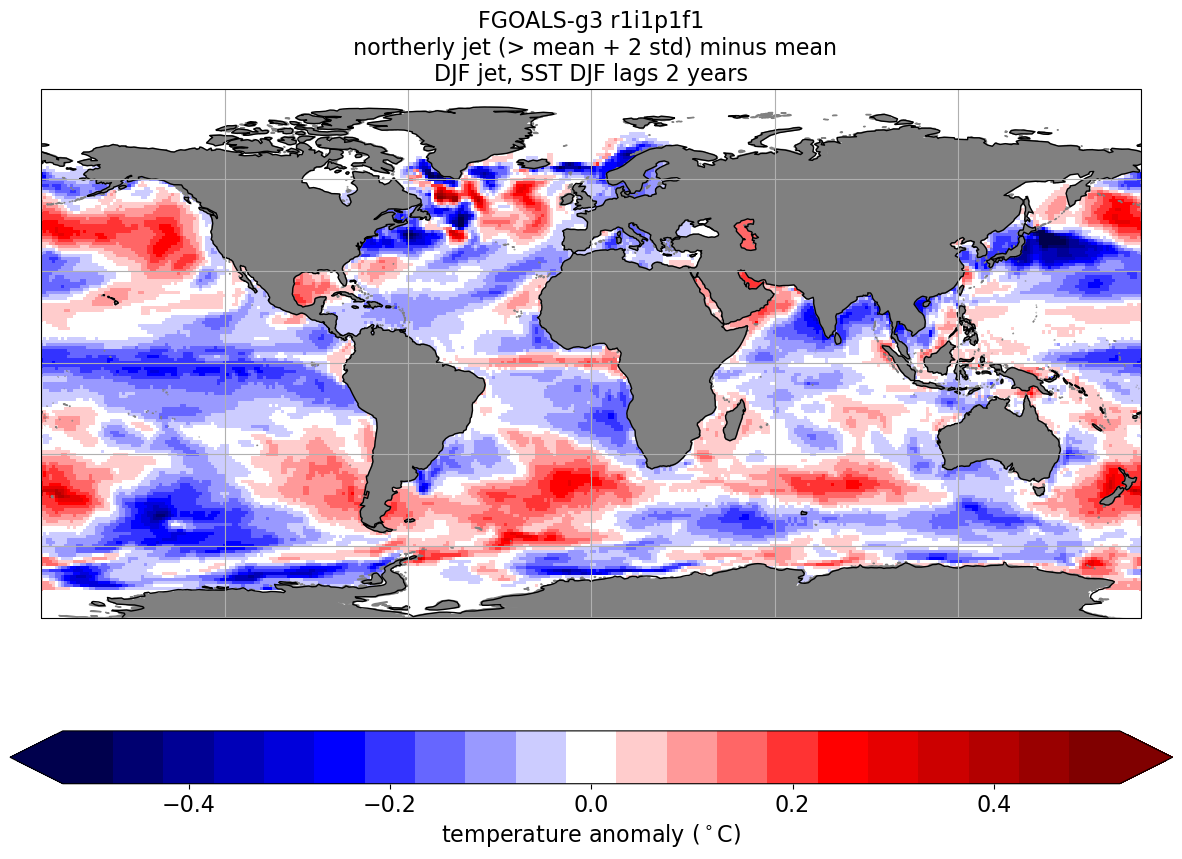 FGOALS-g3 r1i1p1f1
northerly jet (> mean + 2 std) minus mean
DJF jet, SST DJF lags 2 years
−0.4 −0.2 0.0 0.2 0.4
temperature anomaly (°C)